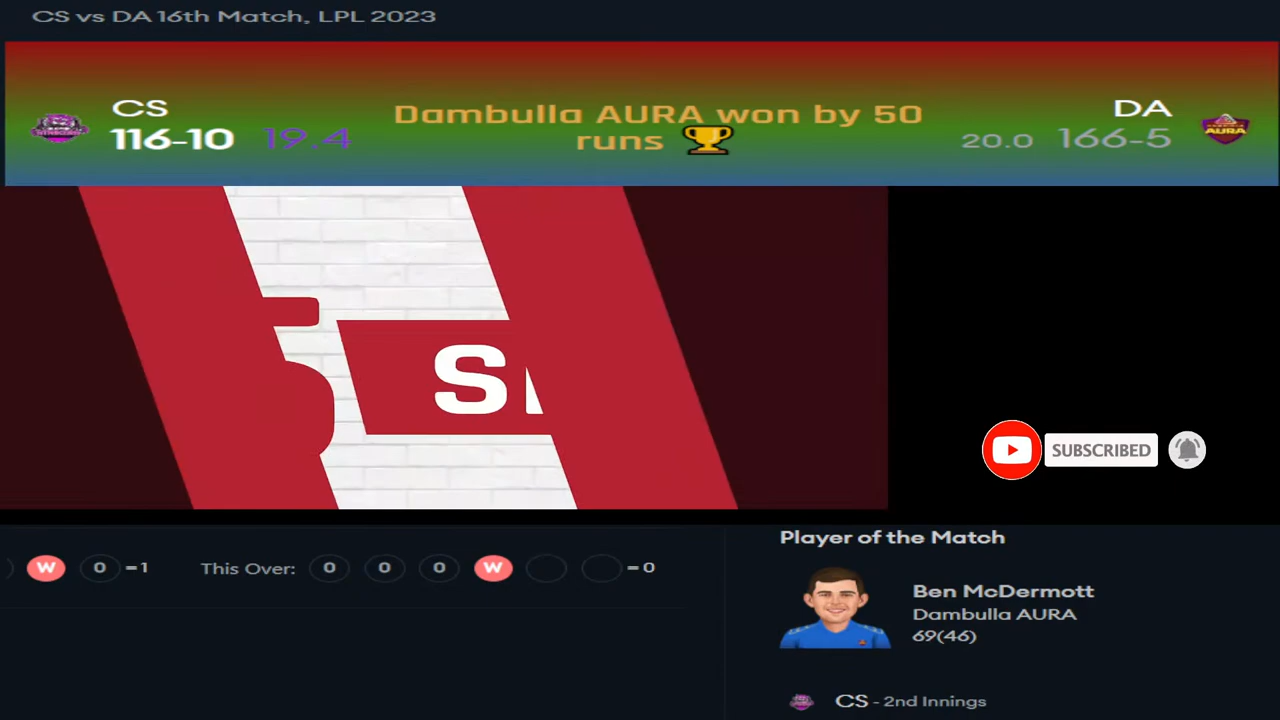 CS vs DA 16th Match, LPL 2023
CS
116-10 19.4
Dambulla AURA won by 50
runs
DA
20.0 166-5
AURA
S
SUBSCRIBED
W 0 =1 This Over: 0 0 0 W =0
Player of the Match
Ben McDermott
Dambulla AURA
69(46)
CS - 2nd Innings